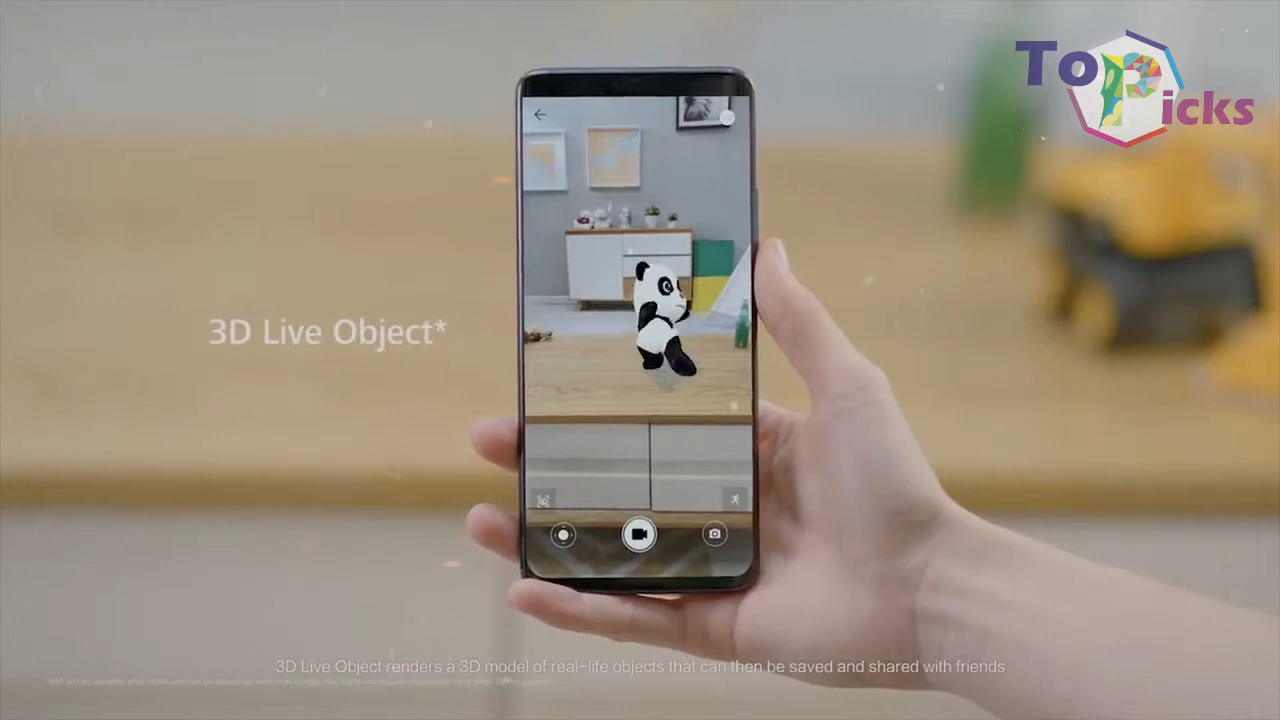 ToPicks
3D Live Object*
3D Live Object renders a 3D model of real-life objects that can then be saved and shared with friends